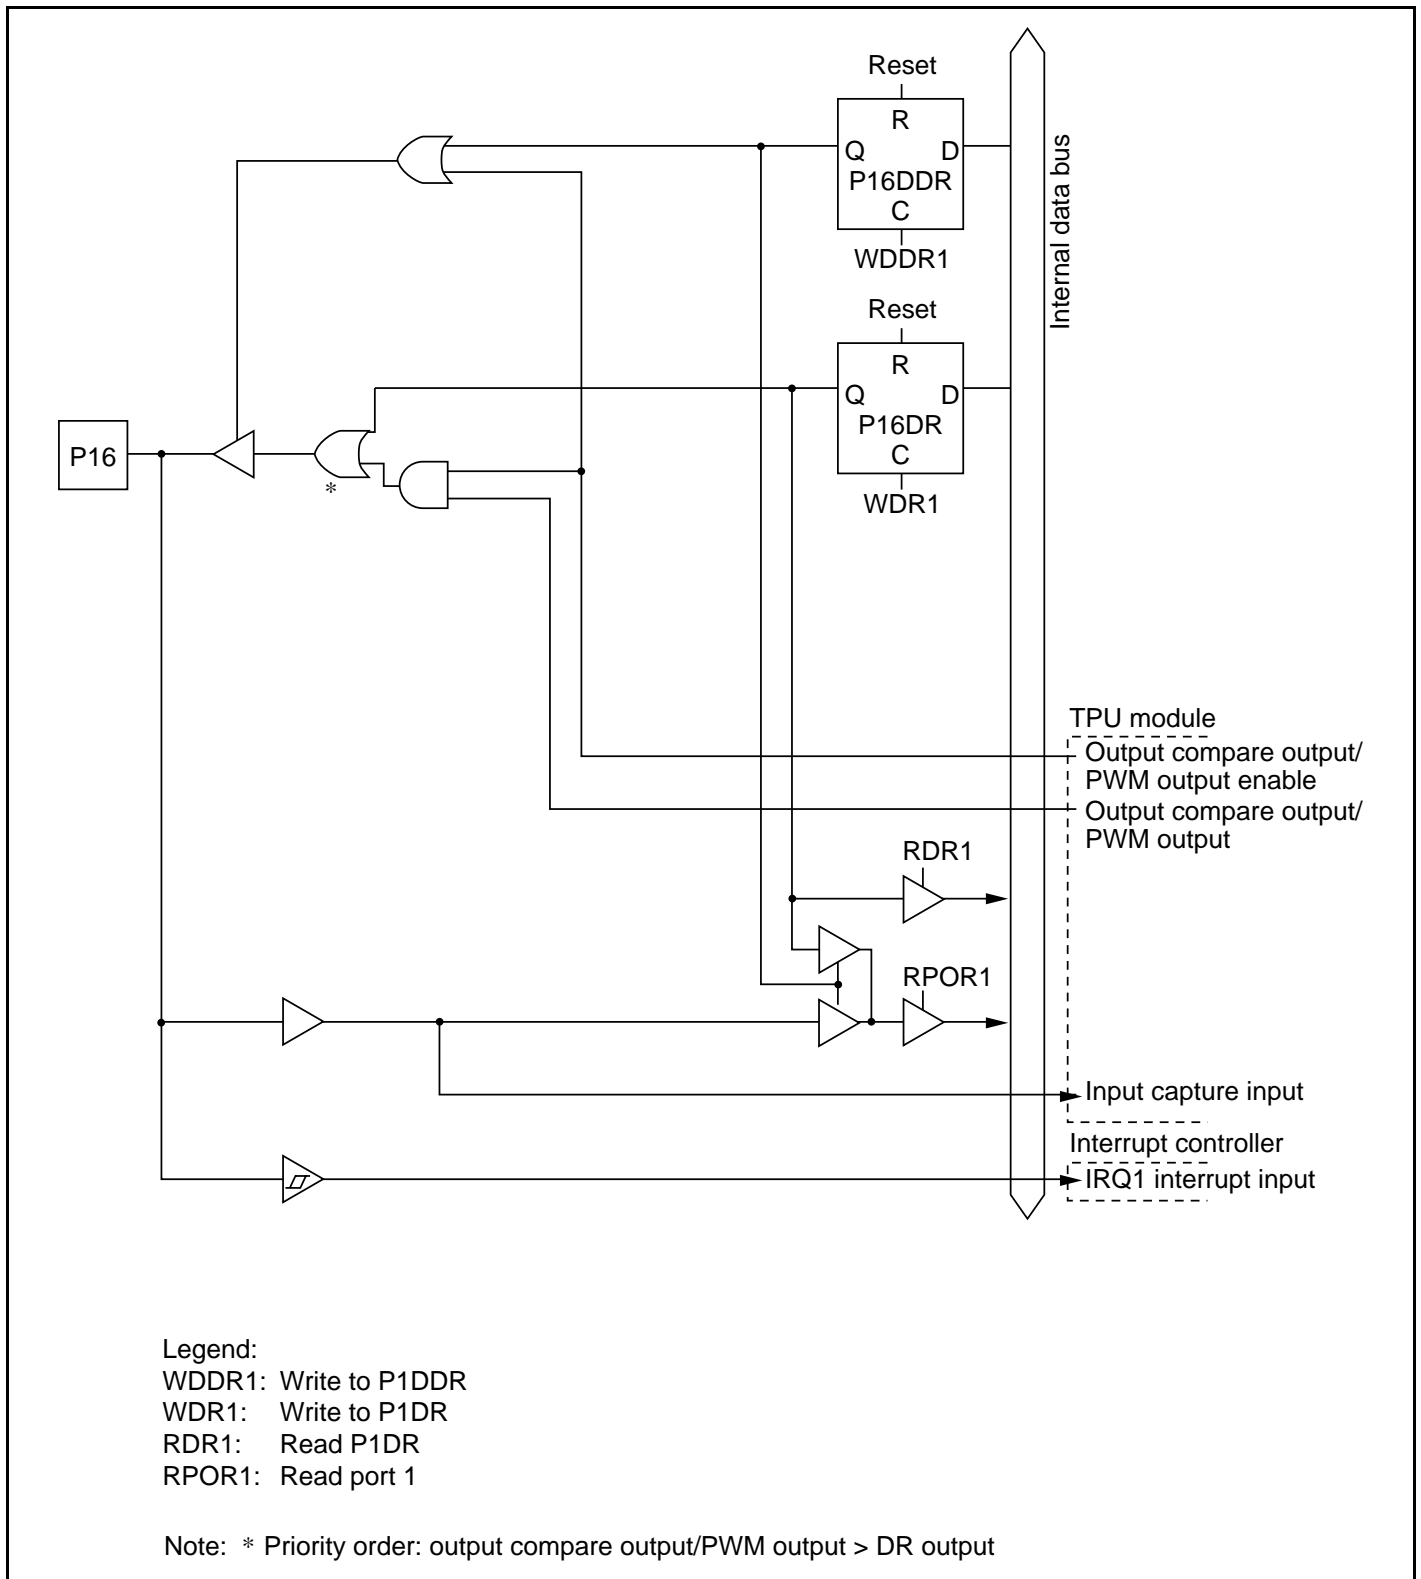 Reset
R
Q D
P16DDR
C
WDDR1
Internal data bus
Reset
R
Q D
P16DR
C
WDR1
P16
*
TPU module
Output compare output/
PWM output enable
Output compare output/
PWM output
RDR1
RPOR1
Input capture input
Interrupt controller
IRQ1 interrupt input
Legend:
WDDR1: Write to P1DDR
WDR1: Write to P1DR
RDR1: Read P1DR
RPOR1: Read port 1
Note: * Priority order: output compare output/PWM output > DR output